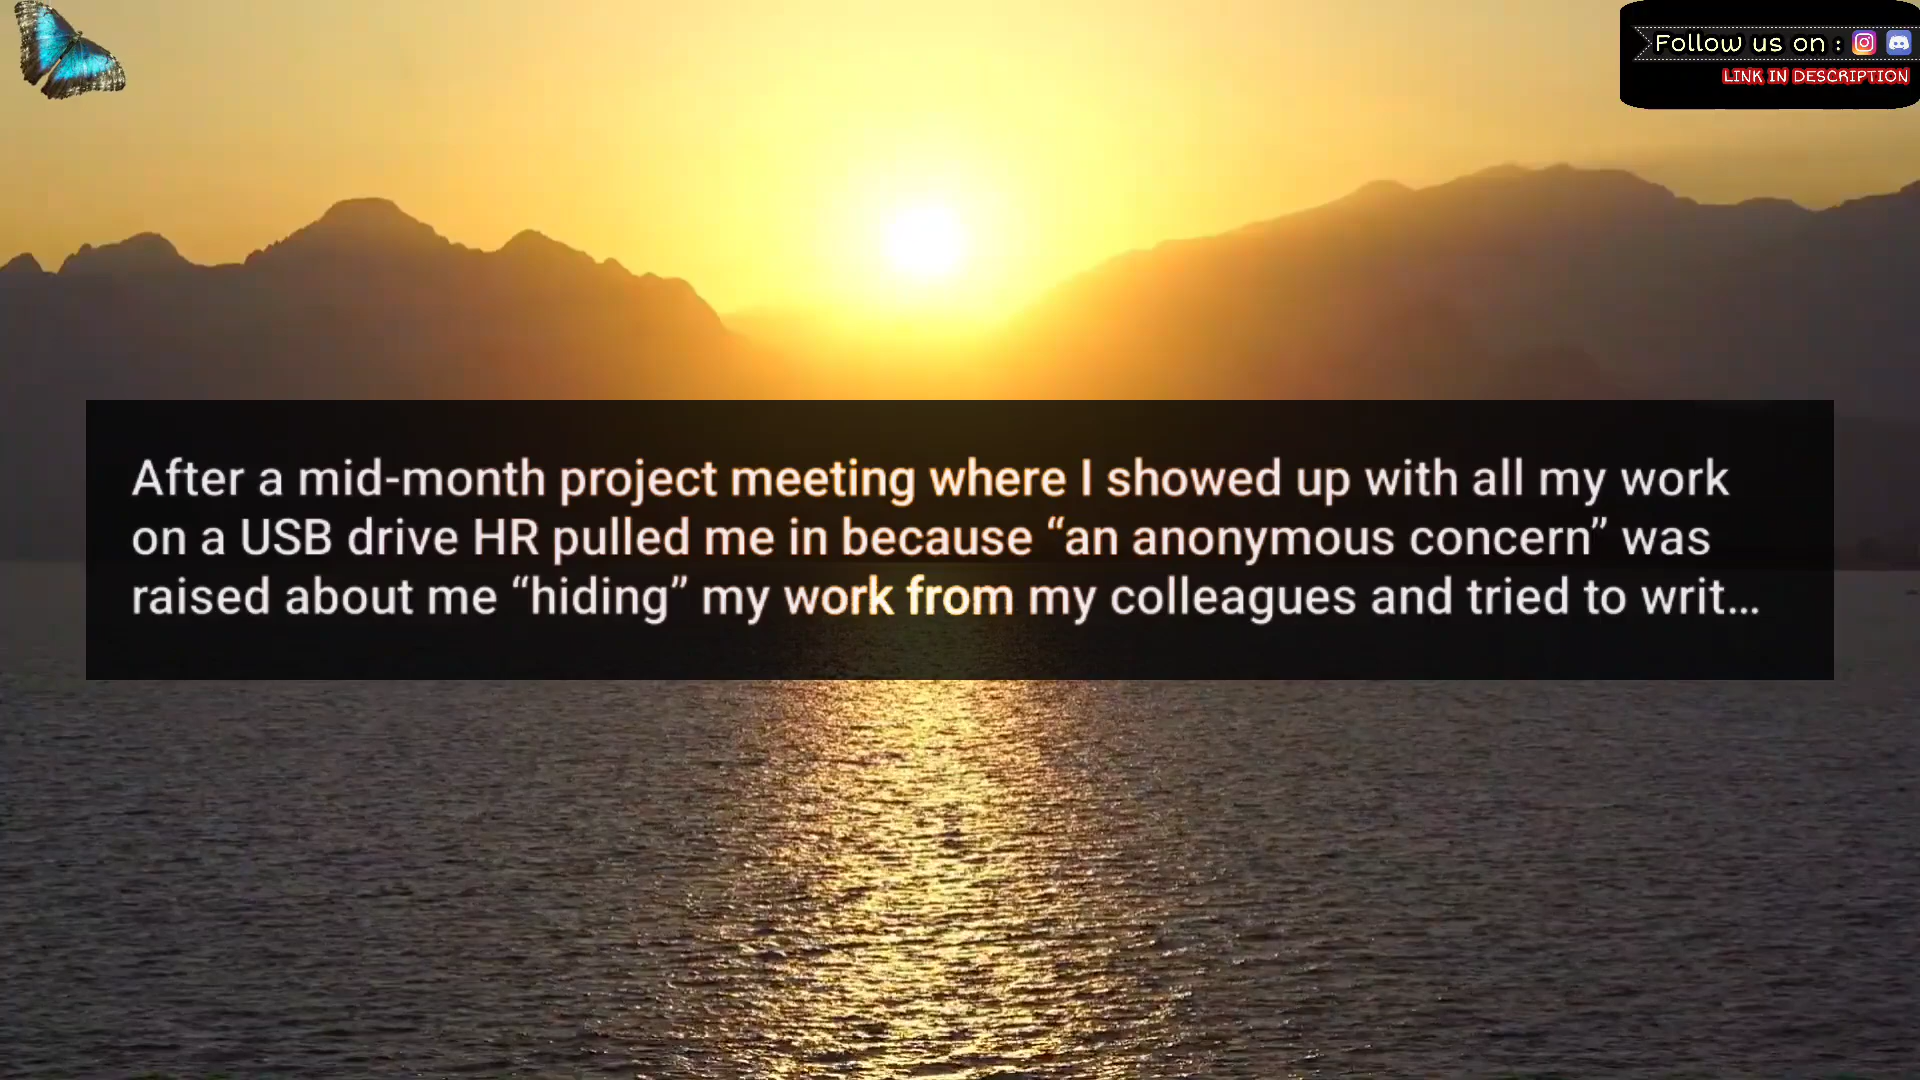 Follow us on :
LINK IN DESCRIPTION
After a mid-month project meeting where I showed up with all my work
on a USB drive HR pulled me in because “an anonymous concern” was
raised about me “hiding” my work from my colleagues and tried to writ...